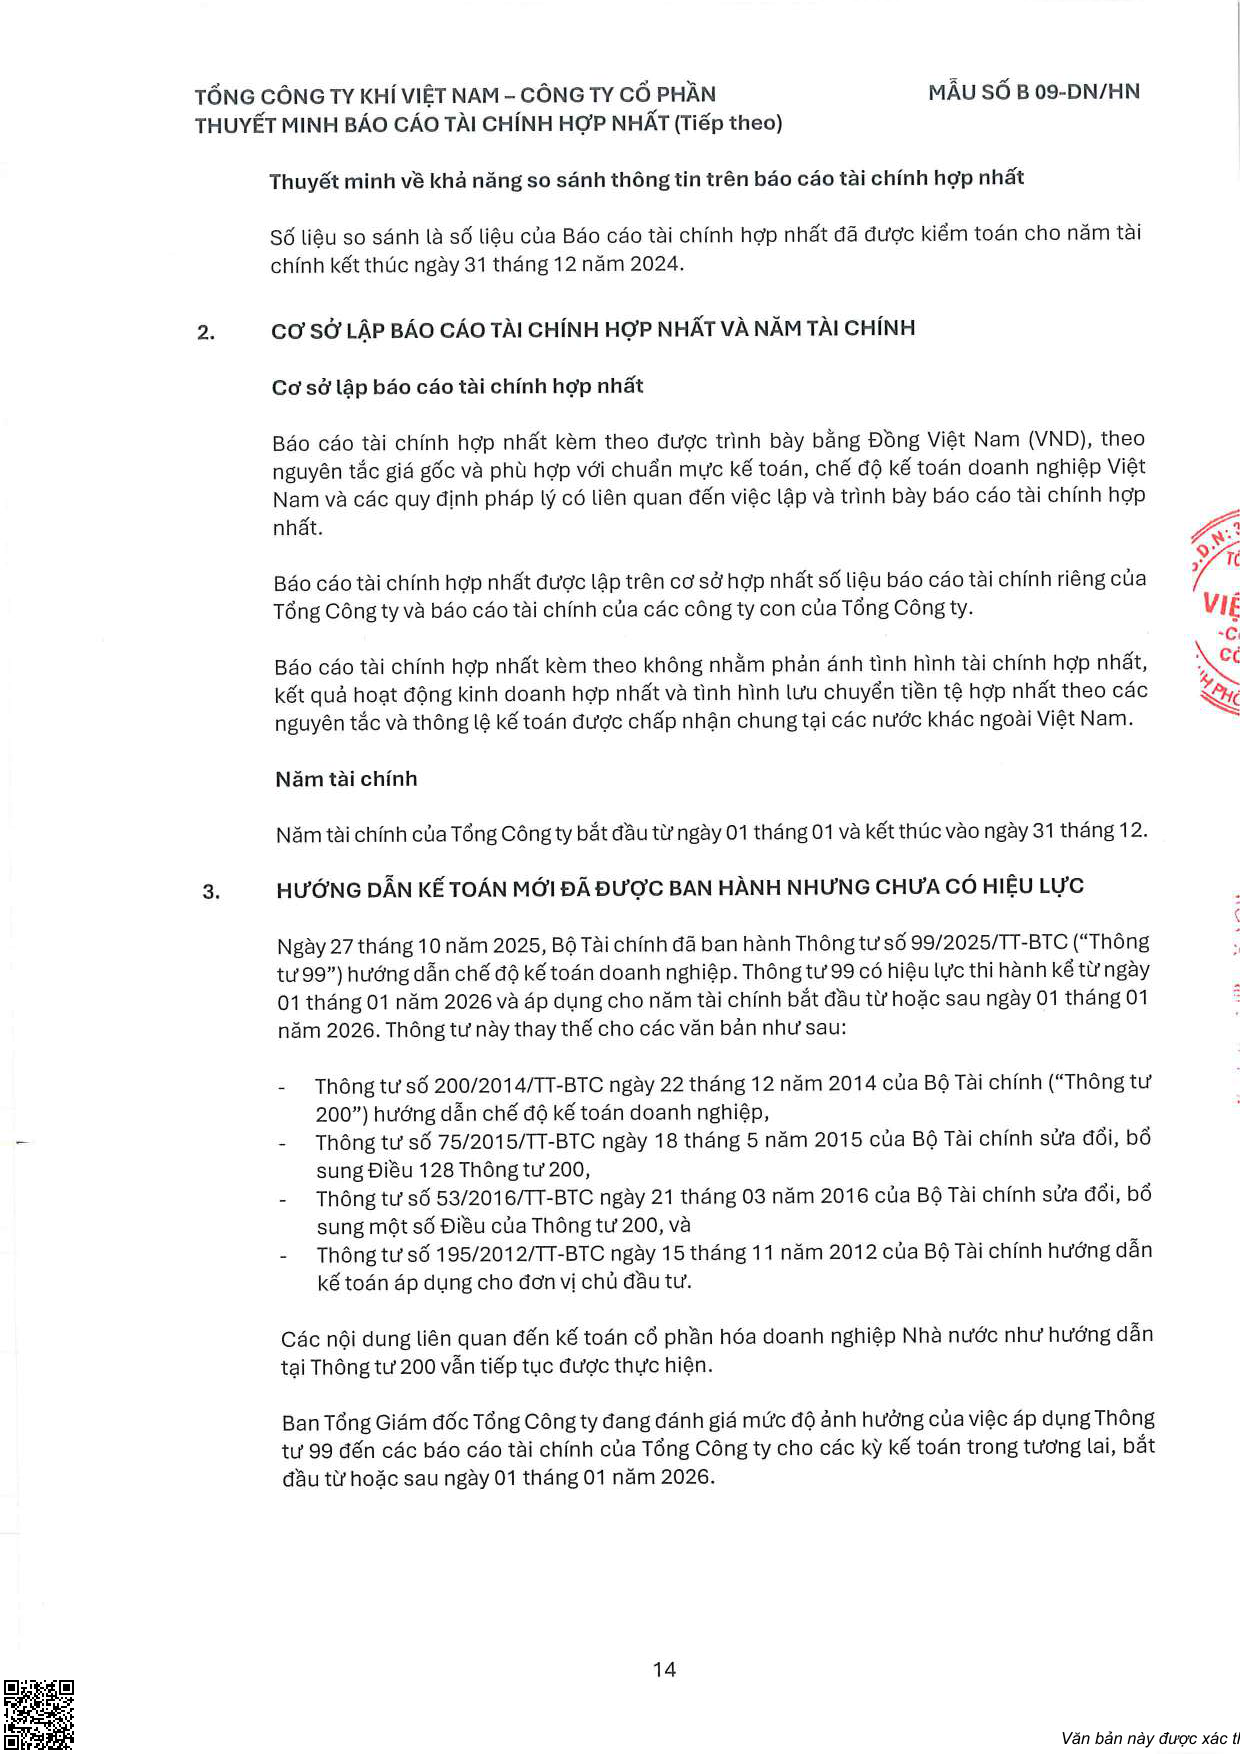 TỔNG CÔNG TY KHÍ VIỆT NAM – CÔNG TY CỔ PHẦN
MẪU SỐ B 09-DN/HN
THUYẾT MINH BÁO CÁO TÀI CHÍNH HỢP NHẤT (Tiếp theo)
Thuyết minh về khả năng so sánh thông tin trên báo cáo tài chính hợp nhất
Số liệu so sánh là số liệu của Báo cáo tài chính hợp nhất đã được kiểm toán cho năm tài
chính kết thúc ngày 31 tháng 12 năm 2024.
2. CƠ SỞ LẬP BÁO CÁO TÀI CHÍNH HỢP NHẤT VÀ NĂM TÀI CHÍNH
Cơ sở lập báo cáo tài chính hợp nhất
Báo cáo tài chính hợp nhất kèm theo được trình bày bằng Đồng Việt Nam (VND), theo
nguyên tắc giá gốc và phù hợp với chuẩn mực kế toán, chế độ kế toán doanh nghiệp Việt
Nam và các quy định pháp lý có liên quan đến việc lập và trình bày báo cáo tài chính hợp
nhất.
Báo cáo tài chính hợp nhất được lập trên cơ sở hợp nhất số liệu báo cáo tài chính riêng của
Tổng Công ty và báo cáo tài chính của các công ty con của Tổng Công ty.
Báo cáo tài chính hợp nhất kèm theo không nhằm phản ánh tình hình tài chính hợp nhất,
kết quả hoạt động kinh doanh hợp nhất và tình hình lưu chuyển tiền tệ hợp nhất theo các
nguyên tắc và thông lệ kế toán được chấp nhận chung tại các nước khác ngoài Việt Nam.
Năm tài chính
Năm tài chính của Tổng Công ty bắt đầu từ ngày 01 tháng 01 và kết thúc vào ngày 31 tháng 12.
3. HƯỚNG DẪN KẾ TOÁN MỚI ĐÃ ĐƯỢC BAN HÀNH NHƯNG CHƯA CÓ HIỆU LỰC
Ngày 27 tháng 10 năm 2025, Bộ Tài chính đã ban hành Thông tư số 99/2025/TT-BTC (“Thông
tư 99”) hướng dẫn chế độ kế toán doanh nghiệp. Thông tư 99 có hiệu lực thi hành kể từ ngày
01 tháng 01 năm 2026 và áp dụng cho năm tài chính bắt đầu từ hoặc sau ngày 01 tháng 01
năm 2026. Thông tư này thay thế cho các văn bản như sau:
- Thông tư số 200/2014/TT-BTC ngày 22 tháng 12 năm 2014 của Bộ Tài chính (“Thông tư
200”) hướng dẫn chế độ kế toán doanh nghiệp,
- Thông tư số 75/2015/TT-BTC ngày 18 tháng 5 năm 2015 của Bộ Tài chính sửa đổi, bổ
sung Điều 128 Thông tư 200,
- Thông tư số 53/2016/TT-BTC ngày 21 tháng 03 năm 2016 của Bộ Tài chính sửa đổi, bổ
sung một số Điều của Thông tư 200, và
- Thông tư số 195/2012/TT-BTC ngày 15 tháng 11 năm 2012 của Bộ Tài chính hướng dẫn
kế toán áp dụng cho đơn vị chủ đầu tư.
Các nội dung liên quan đến kế toán cổ phần hóa doanh nghiệp Nhà nước như hướng dẫn
tại Thông tư 200 vẫn tiếp tục được thực hiện.
Ban Tổng Giám đốc Tổng Công ty đang đánh giá mức độ ảnh hưởng của việc áp dụng Thông
tư 99 đến các báo cáo tài chính của Tổng Công ty cho các kỳ kế toán trong tương lai, bắt
đầu từ hoặc sau ngày 01 tháng 01 năm 2026.
14
Văn bản này được xác